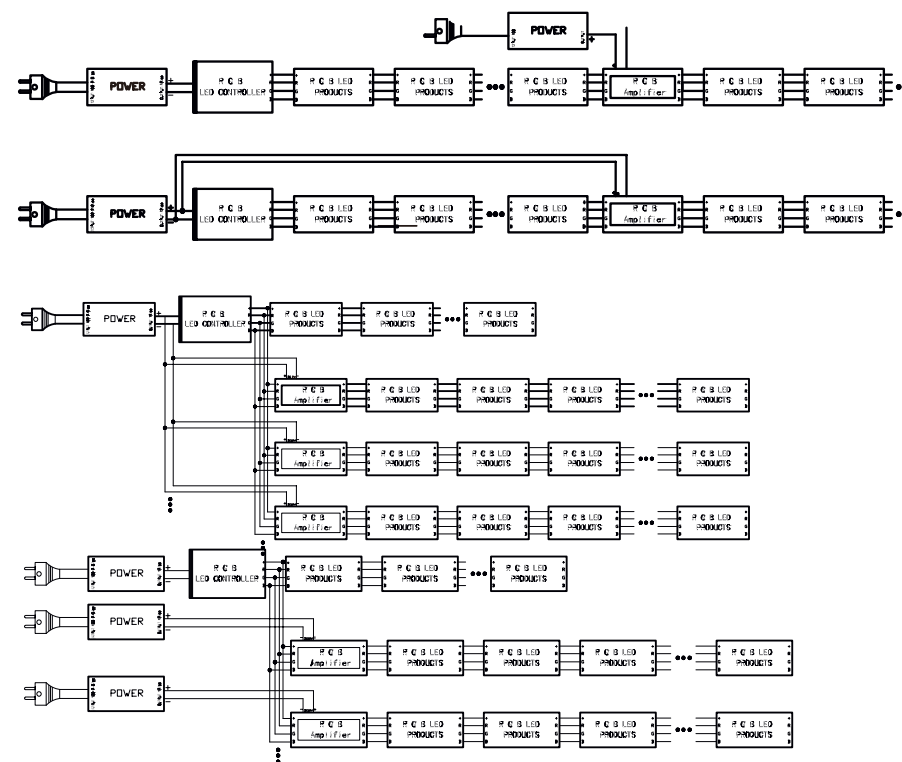 POWER
+
POWER
+
-
R G B
LED CONTROLLER
R G B LED
PRODUCTS
R G B LED
PRODUCTS
R G B LED
PRODUCTS
R G B
Amplifier
R G B LED
PRODUCTS
R G B LED
PRODUCTS
POWER
+
-
R G B
LED CONTROLLER
R G B LED
PRODUCTS
R G B LED
PRODUCTS
R G B LED
PRODUCTS
R G B
Amplifier
R G B LED
PRODUCTS
R G B LED
PRODUCTS
POWER
+
-
R G B
LED CONTROLLER
R G B LED
PRODUCTS
R G B LED
PRODUCTS
R G B LED
PRODUCTS
R G B
Amplifier
R G B LED
PRODUCTS
R G B LED
PRODUCTS
R G B LED
PRODUCTS
R G B LED
PRODUCTS
R G B
Amplifier
R G B LED
PRODUCTS
R G B LED
PRODUCTS
R G B LED
PRODUCTS
R G B LED
PRODUCTS
R G B
Amplifier
R G B LED
PRODUCTS
R G B LED
PRODUCTS
R G B LED
PRODUCTS
R G B LED
PRODUCTS
POWER
R G B
LED CONTROLLER
R G B LED
PRODUCTS
R G B LED
PRODUCTS
R G B LED
PRODUCTS
POWER
+
-
R G B
Amplifier
R G B LED
PRODUCTS
R G B LED
PRODUCTS
R G B LED
PRODUCTS
R G B LED
PRODUCTS
POWER
+
-
R G B
Amplifier
R G B LED
PRODUCTS
R G B LED
PRODUCTS
R G B LED
PRODUCTS
R G B LED
PRODUCTS